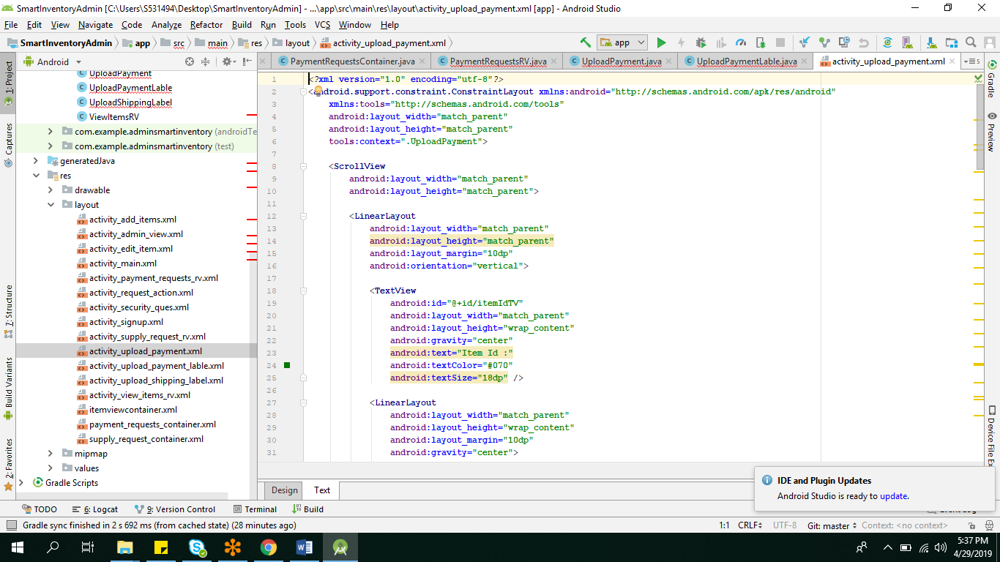 SmartInventoryAdmin [C:\Users\S531494\Desktop\SmartInventoryAdmin] - ...\app\src\main\res\layout\activity_upload_payment.xml [app] - Android Studio
File Edit View Navigate Code Analyze Refactor Build Run Tools VCS Window Help
SmartInventoryAdmin app src main res layout activity_upload_payment.xml
app
Android
PaymentRequestsContainer.java PaymentRequestsRV.java UploadPayment.java UploadPaymentLable.java activity_upload_payment.xml
5
1: Project
Captures
7: Structure
Build Variants
2: Favorites
UploadPayment
UploadPaymentLable
UploadShippingLabel
ViewItemsRV
com.example.adminsmartinventory (androidTe
com.example.adminsmartinventory (test)
generatedJava
res
drawable
layout
activity_add_items.xml
activity_admin_view.xml
activity_edit_item.xml
activity_main.xml
activity_payment_requests_rv.xml
activity_request_action.xml
activity_security_ques.xml
activity_signup.xml
activity_supply_request_rv.xml
activity_upload_payment.xml
activity_upload_payment_lable.xml
activity_upload_shipping_label.xml
activity_view_items_rv.xml
itemviewcontainer.xml
payment_requests_container.xml
supply_request_container.xml
mipmap
values
Gradle Scripts
1 <?xml version="1.0" encoding="utf-8"?>
2 <android.support.constraint.ConstraintLayout xmlns:android="http://schemas.android.com/apk/res/android"
3 xmlns:tools="http://schemas.android.com/tools"
4 android:layout_width="match_parent"
5 android:layout_height="match_parent"
6 tools:context=".UploadPayment">
7
8 <ScrollView
9 android:layout_width="match_parent"
10 android:layout_height="match_parent">
11
12 <LinearLayout
13 android:layout_width="match_parent"
14 android:layout_height="match_parent"
15 android:layout_margin="10dp"
16 android:orientation="vertical">
17
18 <TextView
19 android:id="@+id/itemIdTV"
20 android:layout_width="match_parent"
21 android:layout_height="wrap_content"
22 android:gravity="center"
23 android:text="Item Id :"
24 android:textColor="#070"
25 android:textSize="18dp" />
26
27 <LinearLayout
28 android:layout_width="match_parent"
29 android:layout_height="wrap_content"
30 android:layout_margin="10dp"
31 android:gravity="center">
Gradle
Preview
Device File Ex
Design Text
IDE and Plugin Updates
Android Studio is ready to update.
TODO 6: Logcat 9: Version Control Terminal Build
Gradle sync finished in 2 s 692 ms (from cached state) (28 minutes ago)
1:1 CRLF UTF-8 Git: master Context: <no context>
5:37 PM
4/29/2019